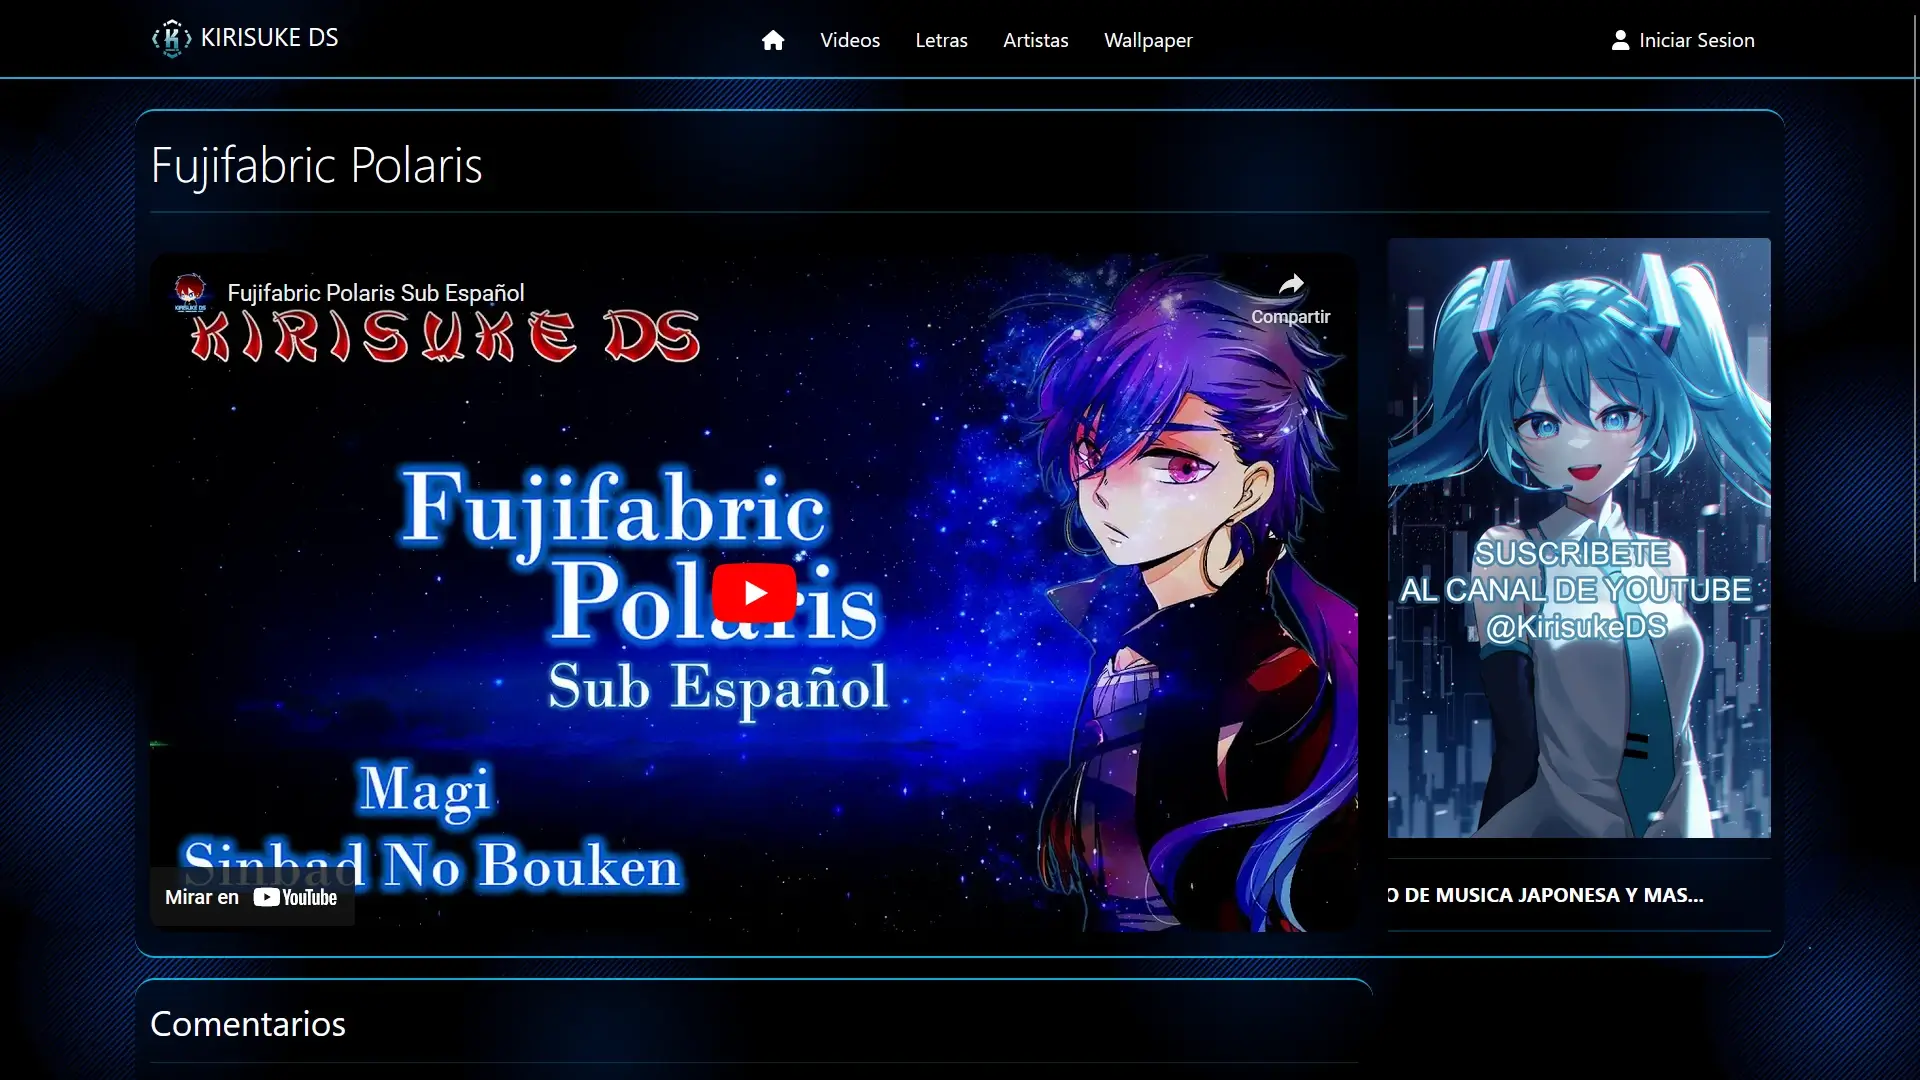 KIRISUKE DS
Videos
Letras
Artistas
Wallpaper
Iniciar Sesion
Fujifabric Polaris
Fujifabric Polaris Sub Español
KIRISUKE DS
Compartir
Fujifabric
Polaris
Sub Español
Magi
Sinbad No Bouken
Mirar en YouTube
SUSCRIBETE
AL CANAL DE YOUTUBE
@KirisukeDS
O DE MUSICA JAPONESA Y MAS...
Comentarios